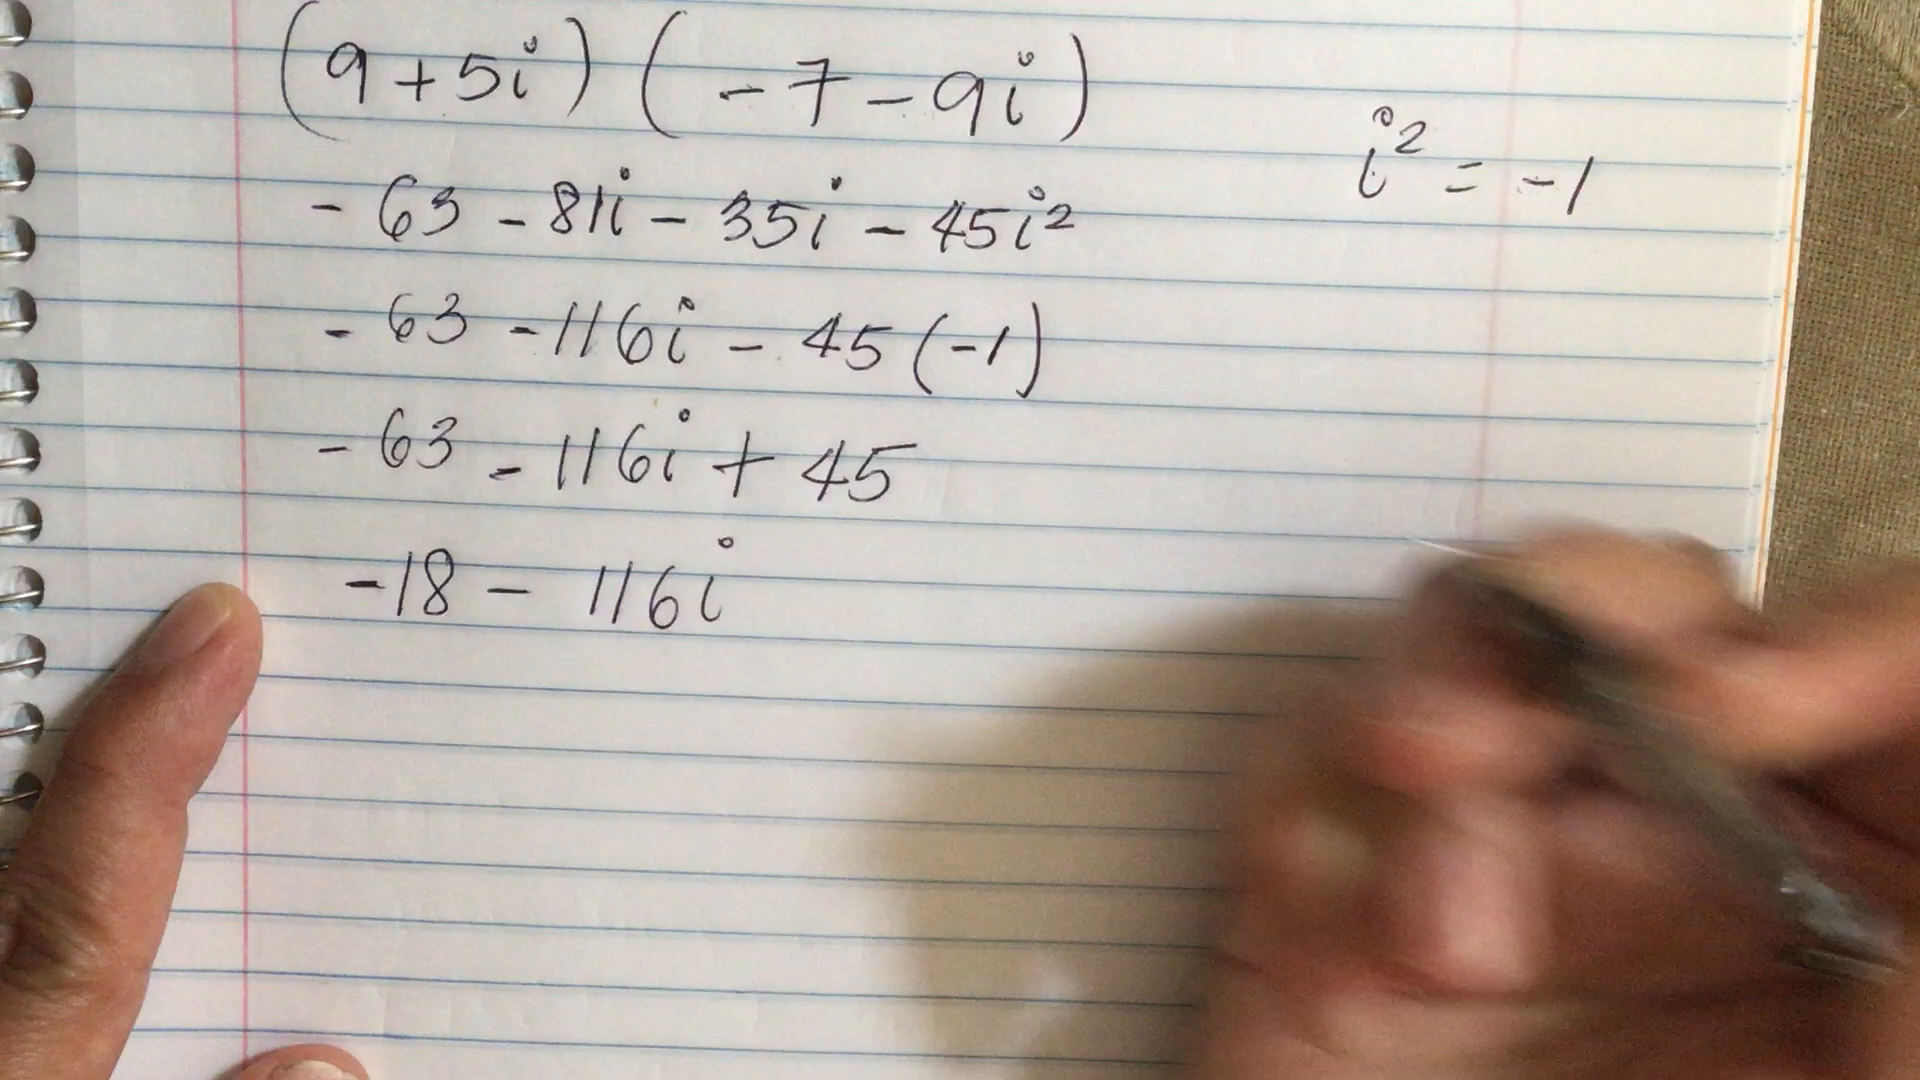 (9+5i) (-7-9i)
i² = -1
-63-81i-35i-45i²
-63-116i-45(-1)
-63-116i+45
-18-116i